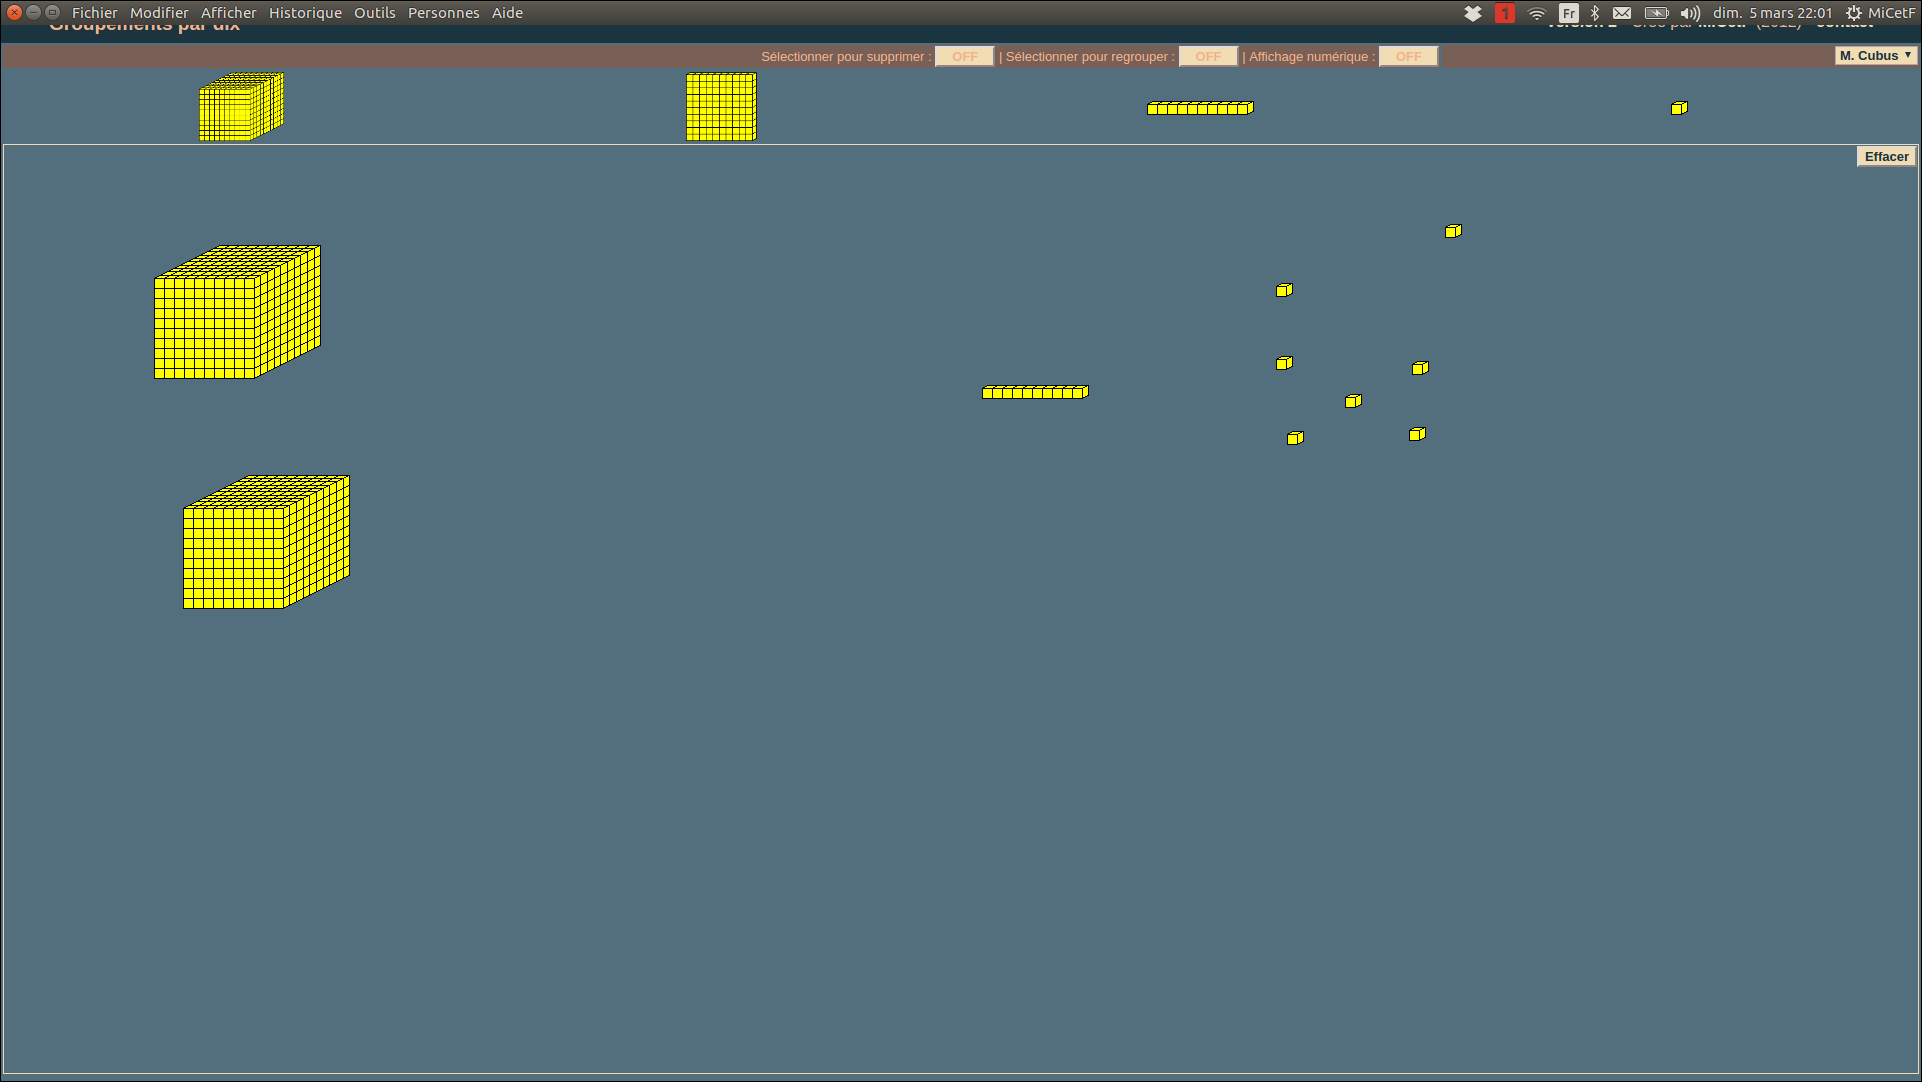 Fichier Modifier Afficher Historique Outils Personnes Aide 1 Fr dim. 5 mars 22:01 MiCetF
Groupements par dix
Sélectionner pour supprimer : OFF | Sélectionner pour regrouper : OFF | Affichage numérique : OFF M. Cubus
Effacer